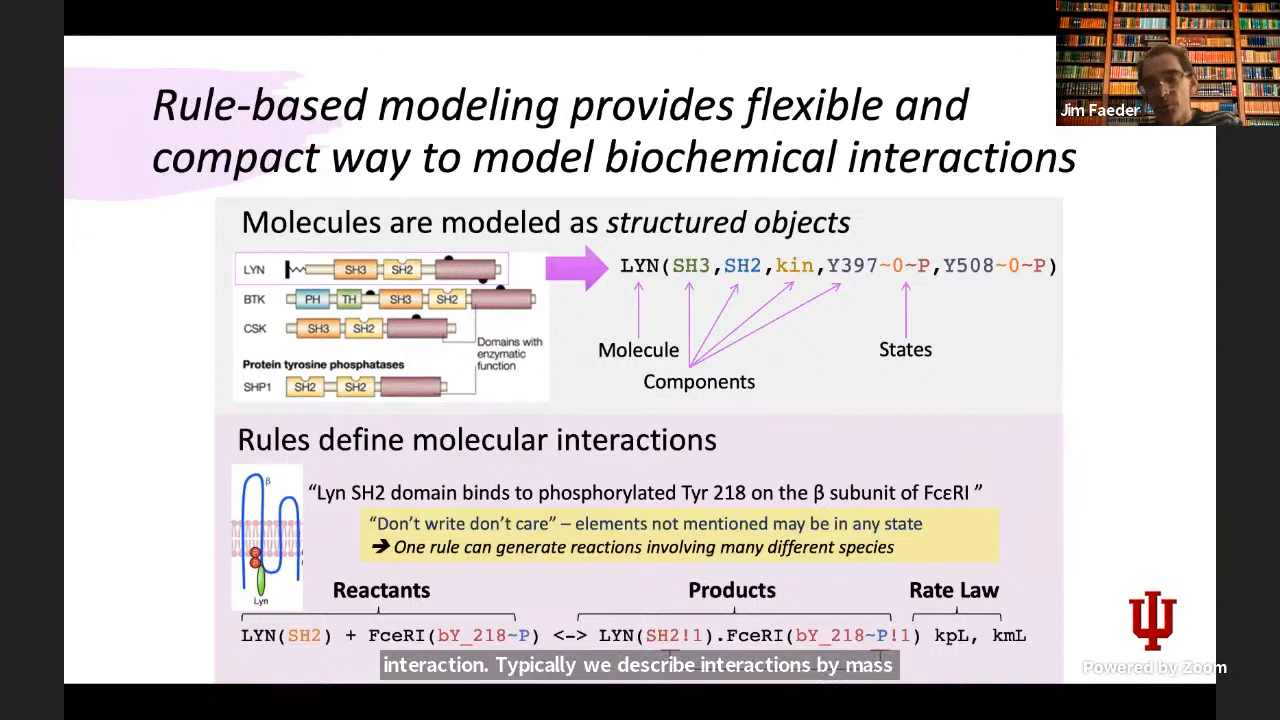 Jim Faeder
Rule-based modeling provides flexible and
compact way to model biochemical interactions
Molecules are modeled as structured objects
LYN
SH3
SH2
BTK
PH
TH
SH3
SH2
CSK
SH3
SH2
Domains with
enzymatic
function
Protein tyrosine phosphatases
SHP1
SH2
SH2
LYN(SH3,SH2,kin,Y397~0~P,Y508~0~P)
Molecule
Components
States
Rules define molecular interactions
β
Lyn
“Lyn SH2 domain binds to phosphorylated Tyr 218 on the β subunit of FcεRI ”
“Don’t write don’t care” – elements not mentioned may be in any state
➔ One rule can generate reactions involving many different species
Reactants
Products
Rate Law
LYN(SH2) + FceRI(bY_218~P) <-> LYN(SH2!1).FceRI(bY_218~P!1) kpL, kmL
interaction. Typically we describe interactions by mass
Powered by Zoom